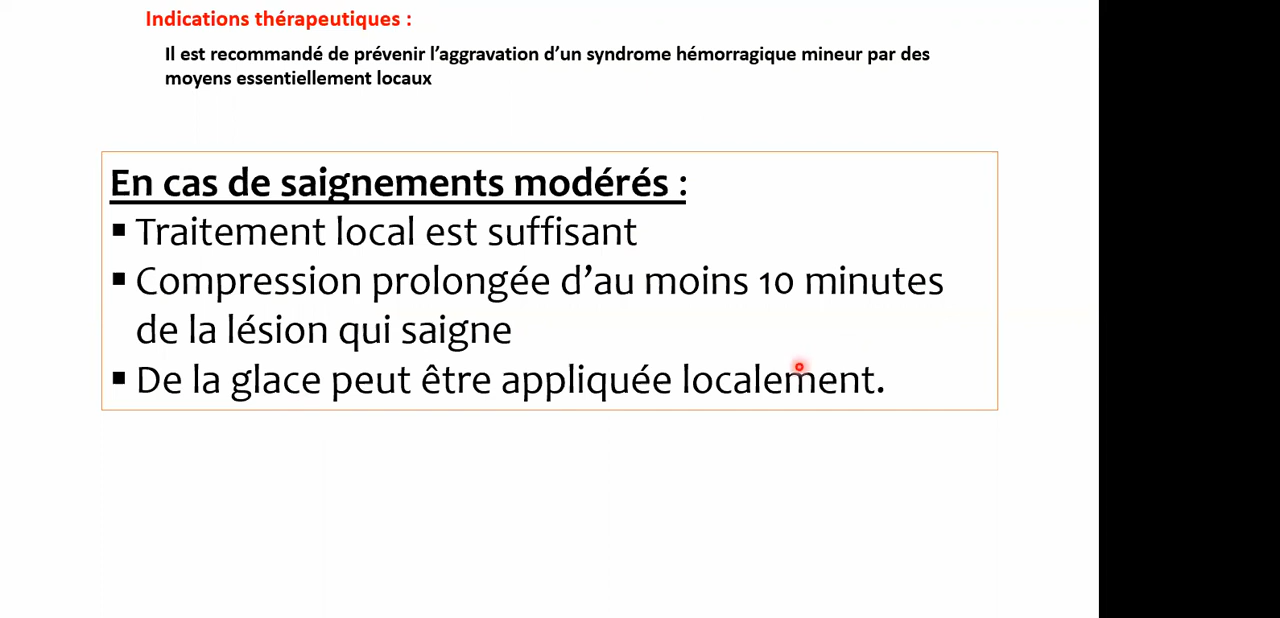 Indications thérapeutiques :
Il est recommandé de prévenir l’aggravation d’un syndrome hémorragique mineur par des
moyens essentiellement locaux
En cas de saignements modérés :
▪ Traitement local est suffisant
▪ Compression prolongée d’au moins 10 minutes
de la lésion qui saigne
▪ De la glace peut être appliquée localement.